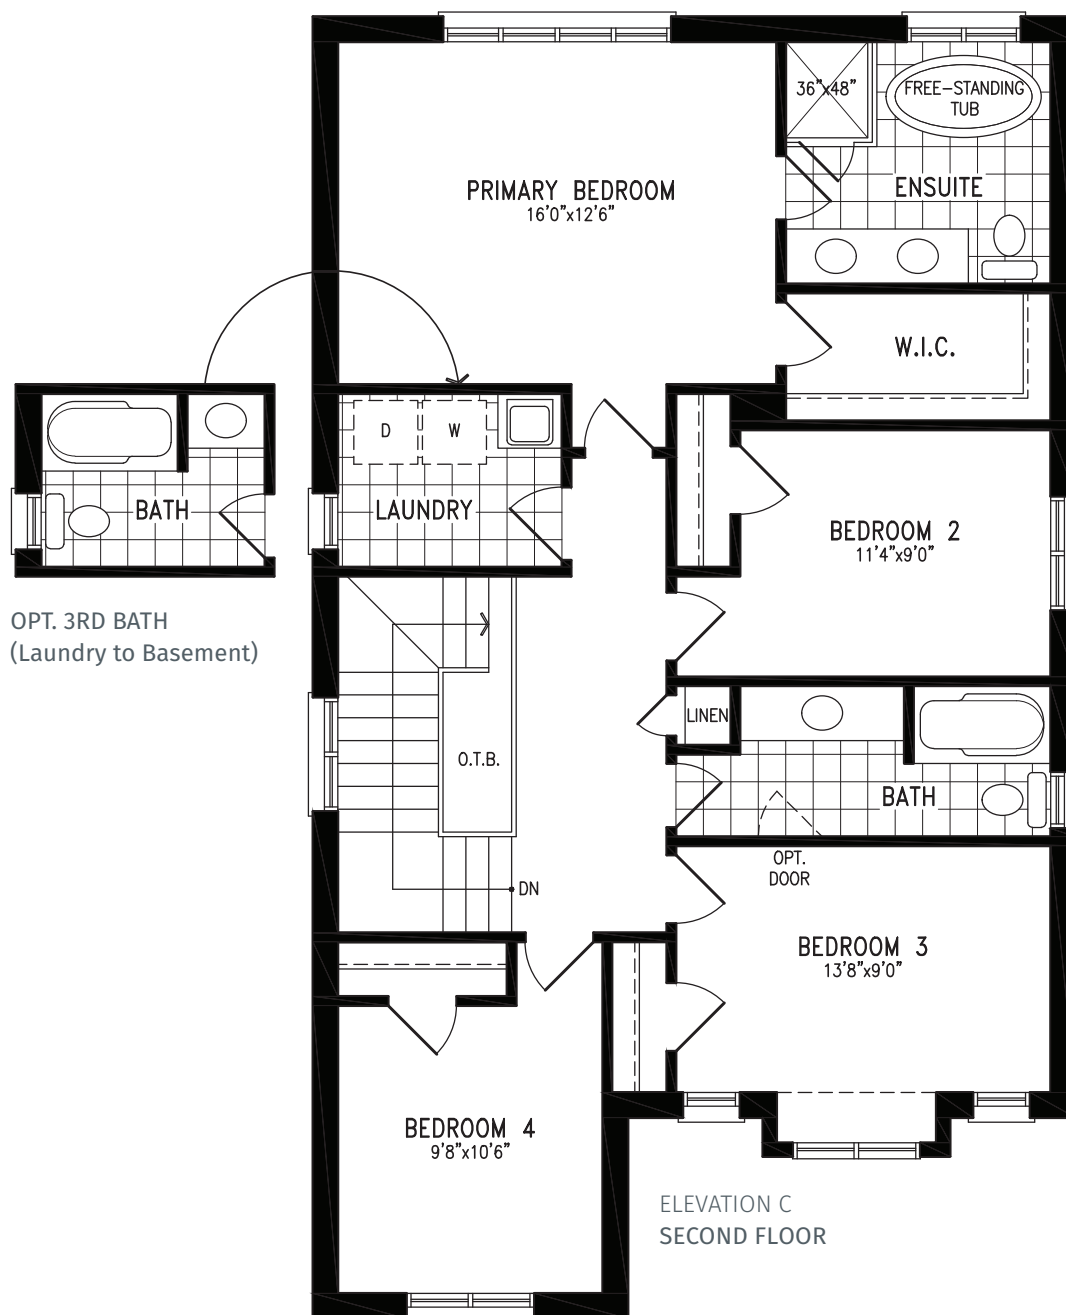 36"x48"
FREE-STANDING
TUB
PRIMARY BEDROOM
16'0"x12'6"
ENSUITE
W.I.C.
D
W
BATH
LAUNDRY
BEDROOM 2
11'4"x9'0"
OPT. 3RD BATH
(Laundry to Basement)
LINEN
O.T.B.
BATH
OPT.
DOOR
DN
BEDROOM 3
13'8"x9'0"
BEDROOM 4
9'8"x10'6"
ELEVATION C
SECOND FLOOR